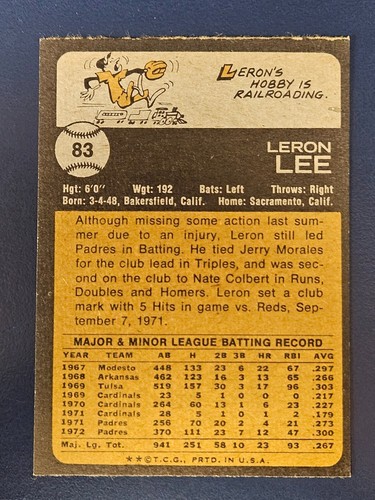 LERON'S
HOBBY IS
RAILROADING.
83
LERON
LEE
Hgt: 6'0" Wgt: 192 Bats: Left Throws: Right
Born: 3-4-48, Bakersfield, Calif. Home: Sacramento, Calif.
Although missing some action last sum-
mer due to an injury, Leron still led
Padres in Batting. He tied Jerry Morales
for the club lead in Triples, and was sec-
ond on the club to Nate Colbert in Runs,
Doubles and Homers. Leron set a club
mark with 5 Hits in game vs. Reds, Sep-
tember 7, 1971.
MAJOR & MINOR LEAGUE BATTING RECORD
YEAR TEAM AB H 2B 3B HR RBI AVG
1967 Modesto 448 133 23 6 22 67 .297
1968 Arkansas 462 123 16 3 13 65 .266
1969 Tulsa 519 157 30 3 17 96 .303
1969 Cardinals 23 5 1 0 0 0 .217
1970 Cardinals 264 60 13 1 6 23 .227
1971 Cardinals 28 5 1 0 1 2 .179
1971 Padres 256 70 20 2 4 21 .273
1972 Padres 370 111 23 7 12 47 .300
Maj. Lg. Tot. 941 251 58 10 23 93 .267
★★©T.C.G., PRTD. IN U.S.A.